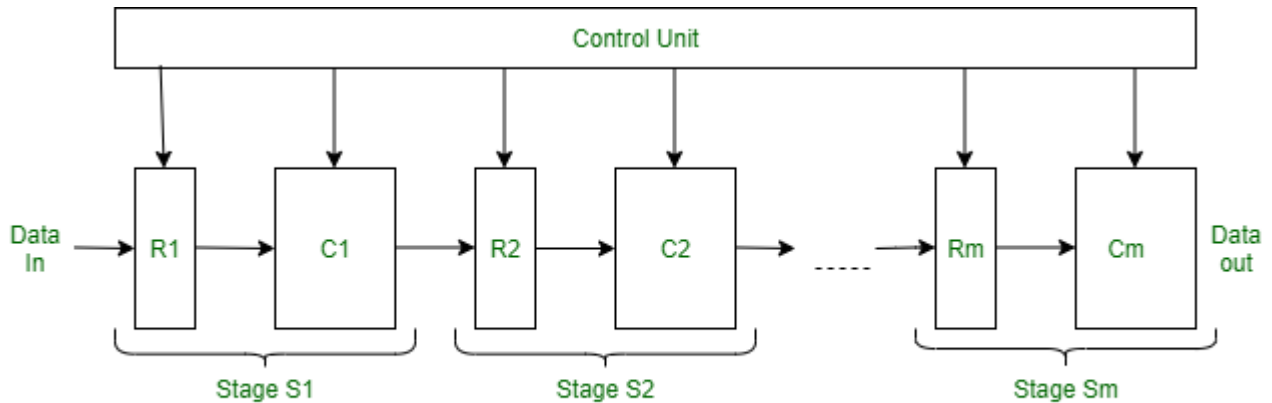 Control Unit
Data
In
R1
C1
R2
C2
Rm
Cm
Data
out
Stage S1
Stage S2
Stage Sm